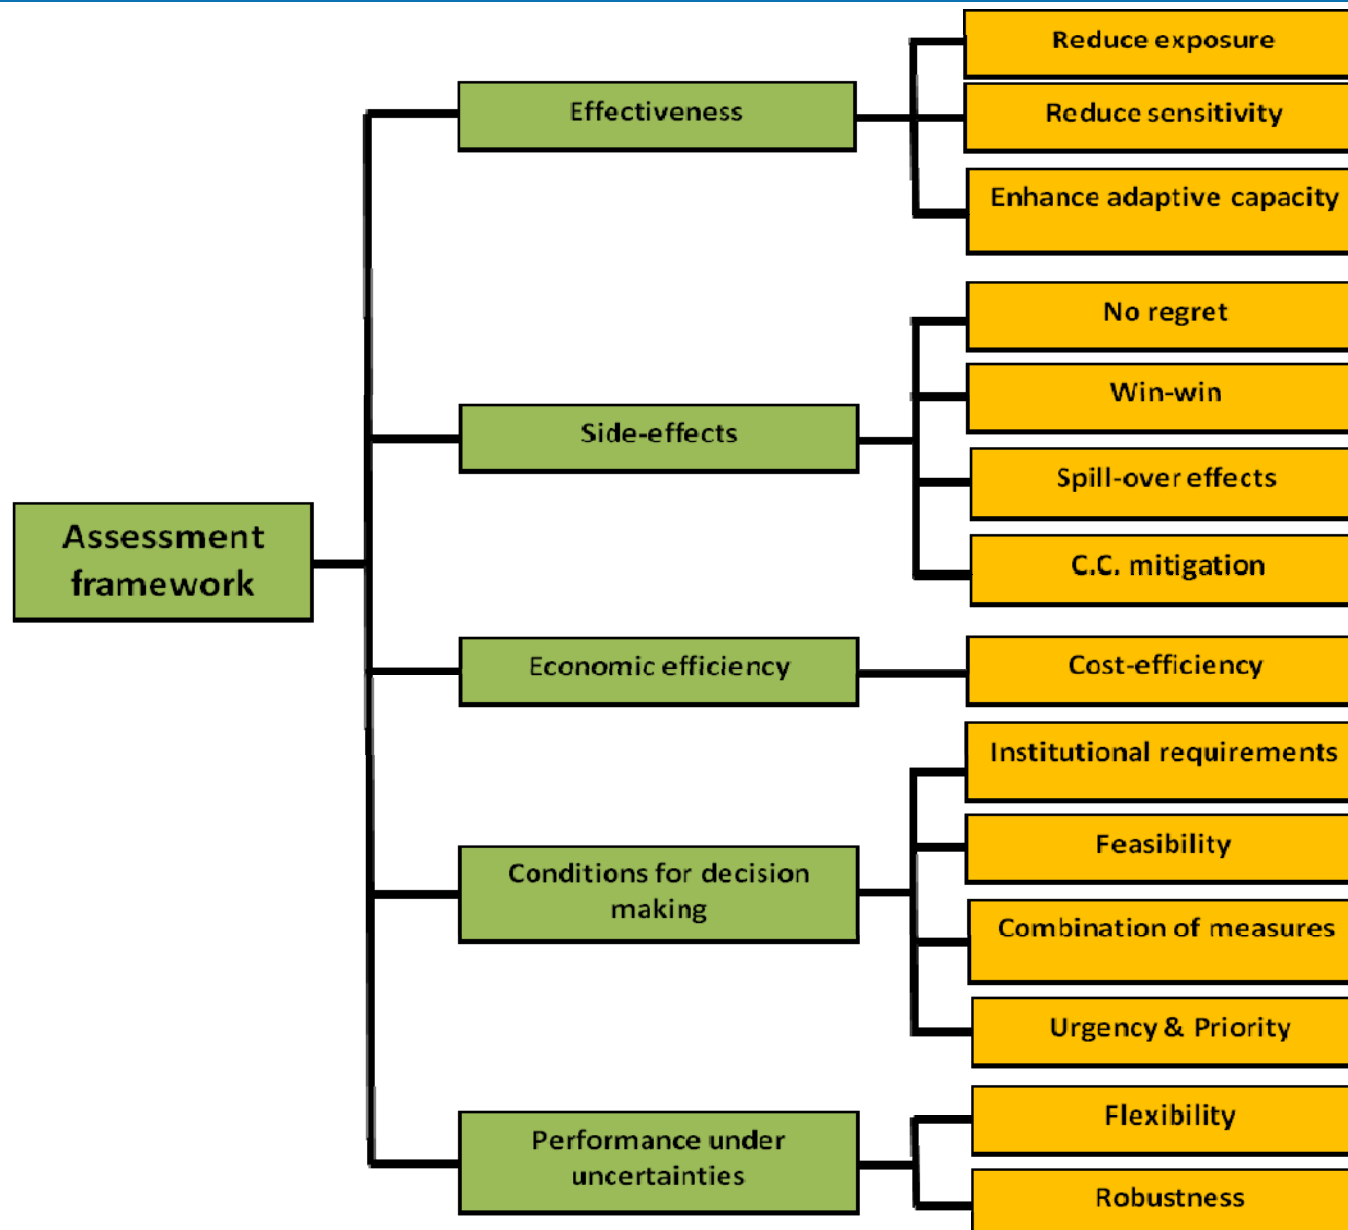 Assessment
framework
Effectiveness
Reduce exposure
Reduce sensitivity
Enhance adaptive capacity
Side-effects
No regret
Win-win
Spill-over effects
C.C. mitigation
Economic efficiency
Cost-efficiency
Conditions for decision
making
Institutional requirements
Feasibility
Combination of measures
Urgency & Priority
Performance under
uncertainties
Flexibility
Robustness